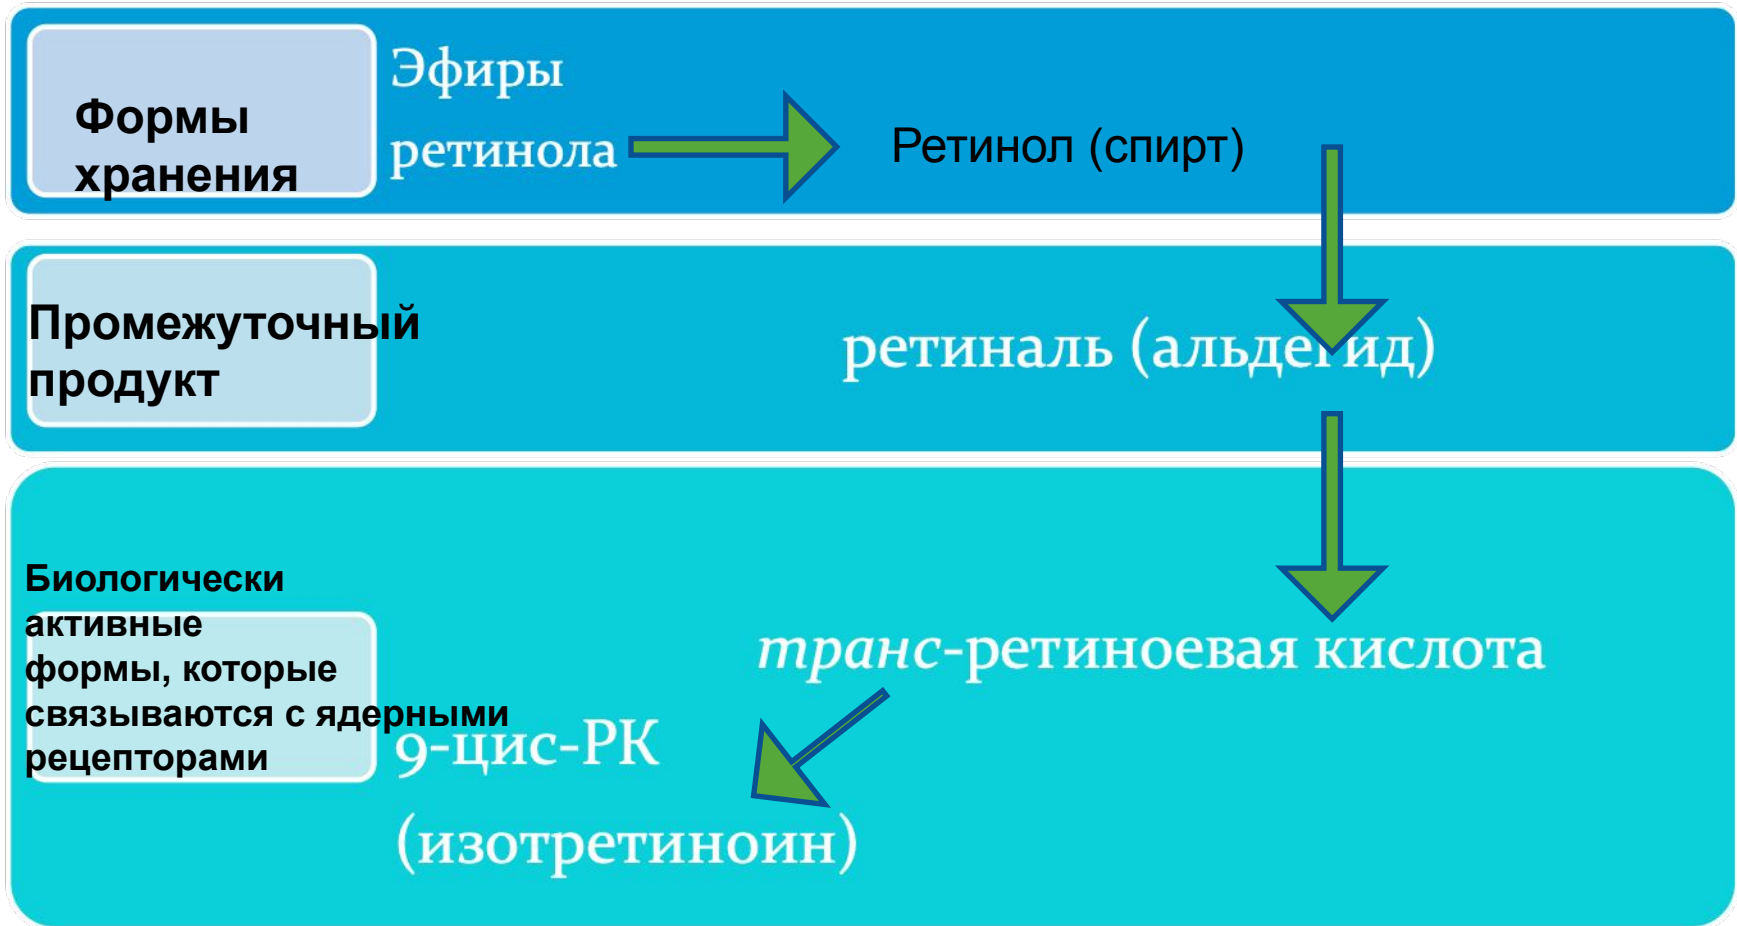 Формы
хранения
Эфиры
ретинола
Ретинол (спирт)
Промежуточный
продукт
ретиналь (альдегид)
Биологически
активные
формы, которые
связываются с ядерными
рецепторами
транс-ретиноевая кислота
9-цис-РК
(изотретиноин)